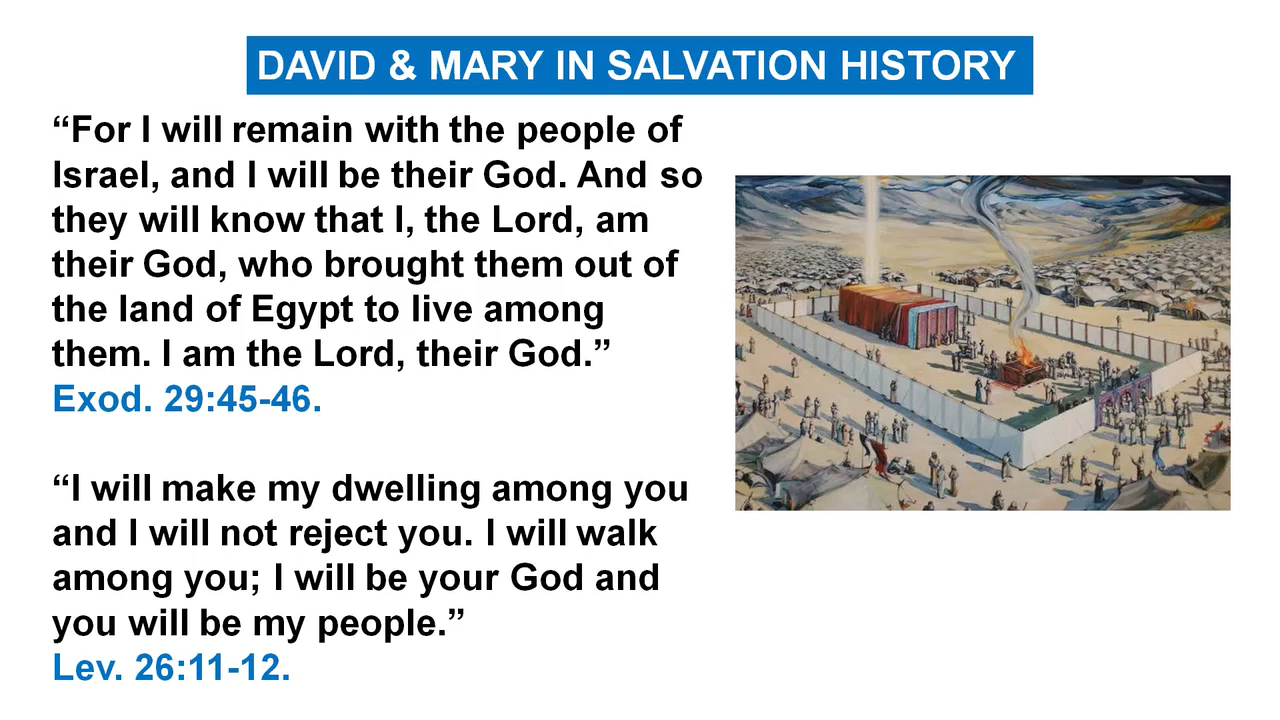 DAVID & MARY IN SALVATION HISTORY
“For I will remain with the people of
Israel, and I will be their God. And so
they will know that I, the Lord, am
their God, who brought them out of
the land of Egypt to live among
them. I am the Lord, their God.”
Exod. 29:45-46.
“I will make my dwelling among you
and I will not reject you. I will walk
among you; I will be your God and
you will be my people.”
Lev. 26:11-12.